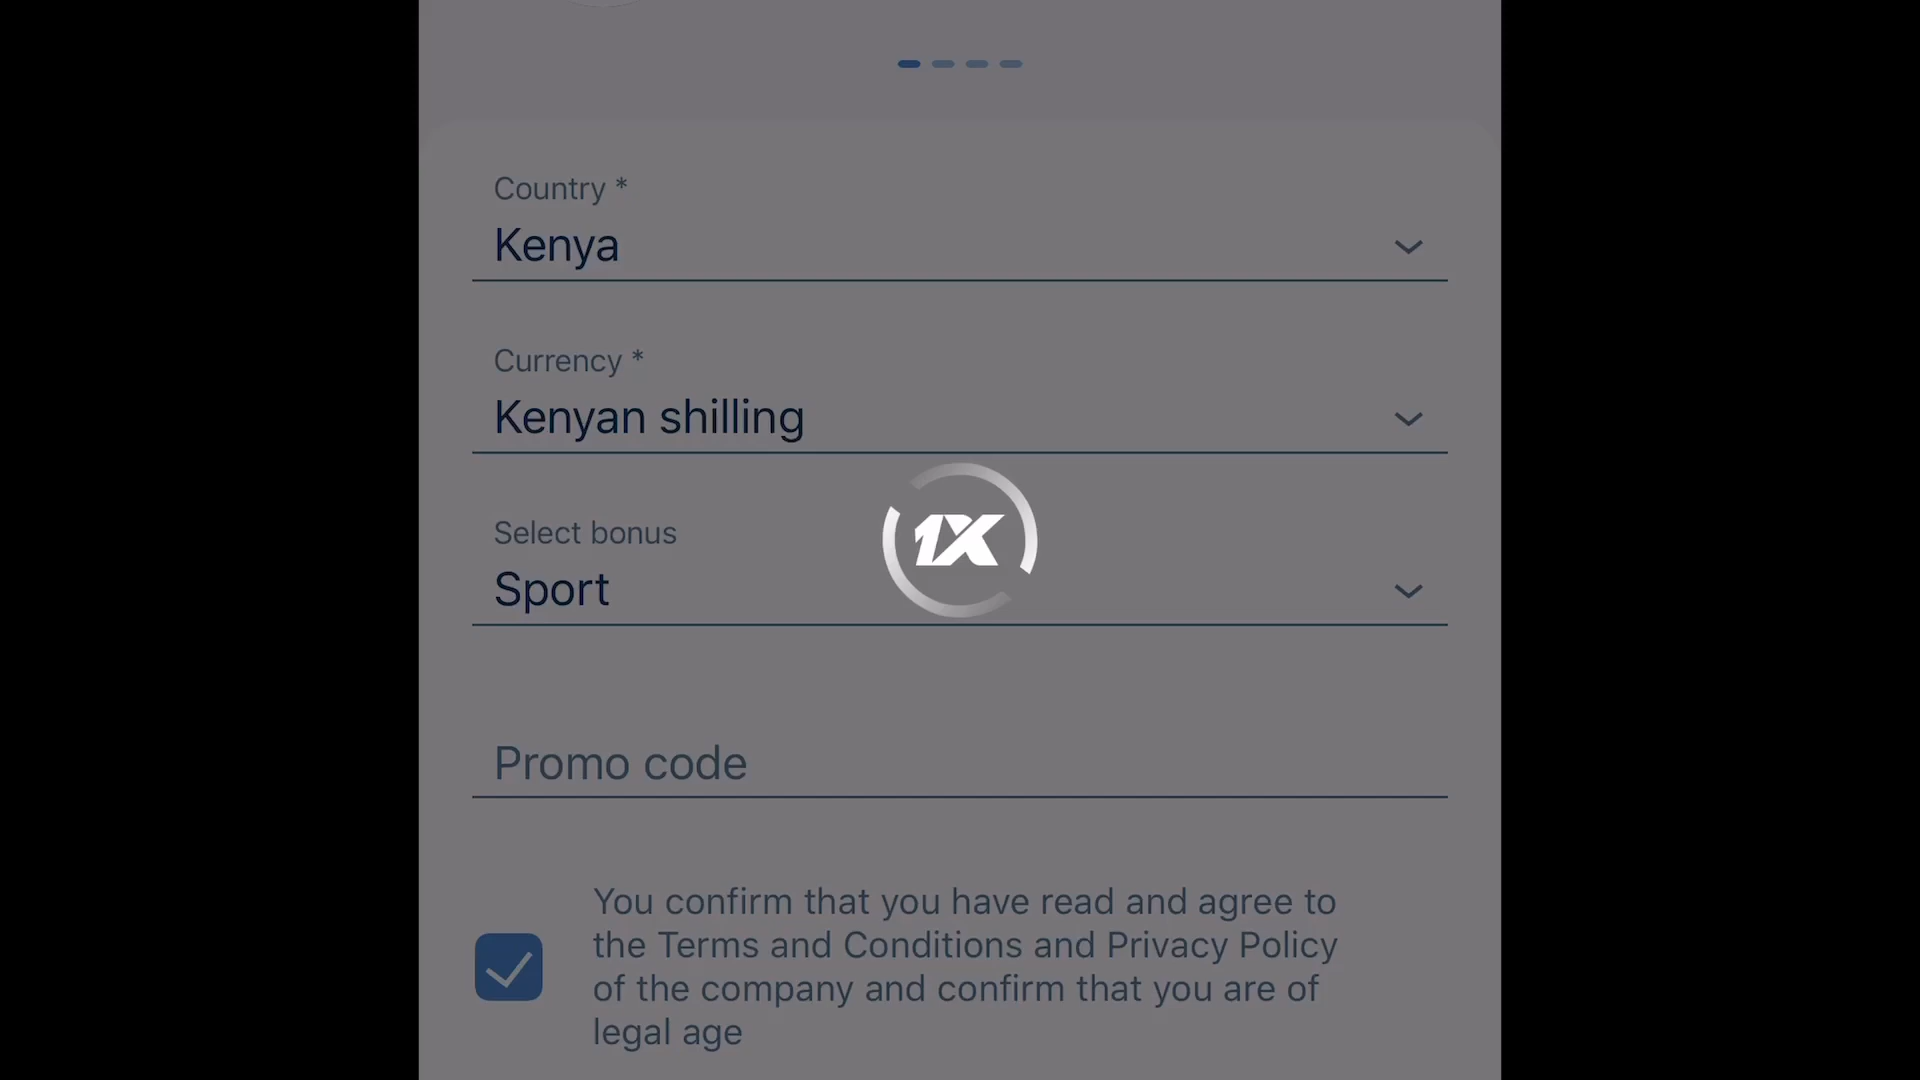 Country *
Kenya
Currency *
Kenyan shilling
1X
Select bonus
Sport
Promo code
You confirm that you have read and agree to
the Terms and Conditions and Privacy Policy
of the company and confirm that you are of
legal age